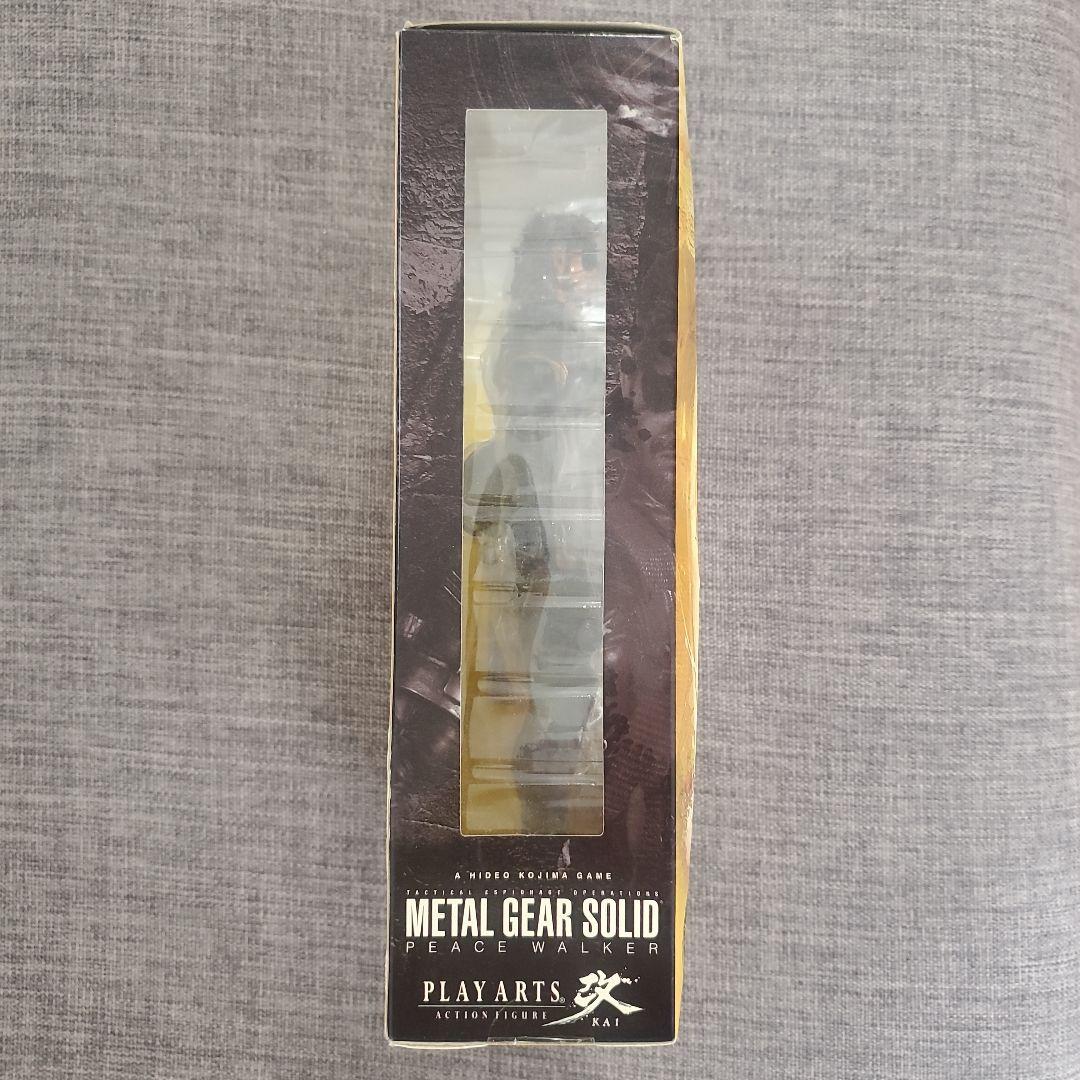 A HIDEO KOJIMA GAME
TACTICAL ESPIONAGE OPERATIONS
METAL GEAR SOLID®
PEACE WALKER
PLAY ARTS® 改
ACTION FIGURE KAI